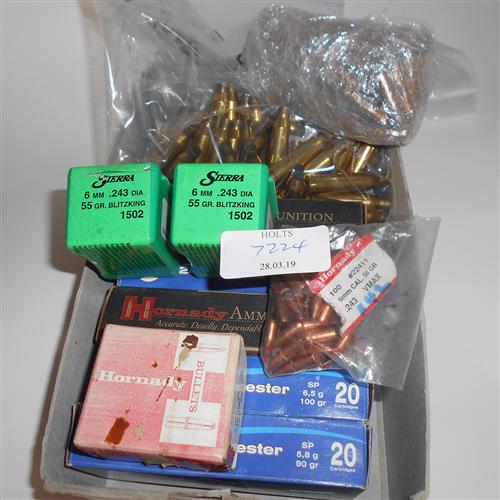 SIERRA
6 MM .243 DIA
55 GR. BLITZKING
1502
SIERRA
6 MM .243 DIA
55 GR. BLITZKING
1502
UNITION
HOLTS
7224
28.03.19
Hornady
100 #22411
6mm CAL 58 GR
.243 VMAX
Hornady AMM
Accurate. Deadly. Dependable
Hornady
BULLETS
ester
SP
6,5 g
100 gr
20
Cartridges
ester
SP
5,8 g
90 gr
20
Cartridges